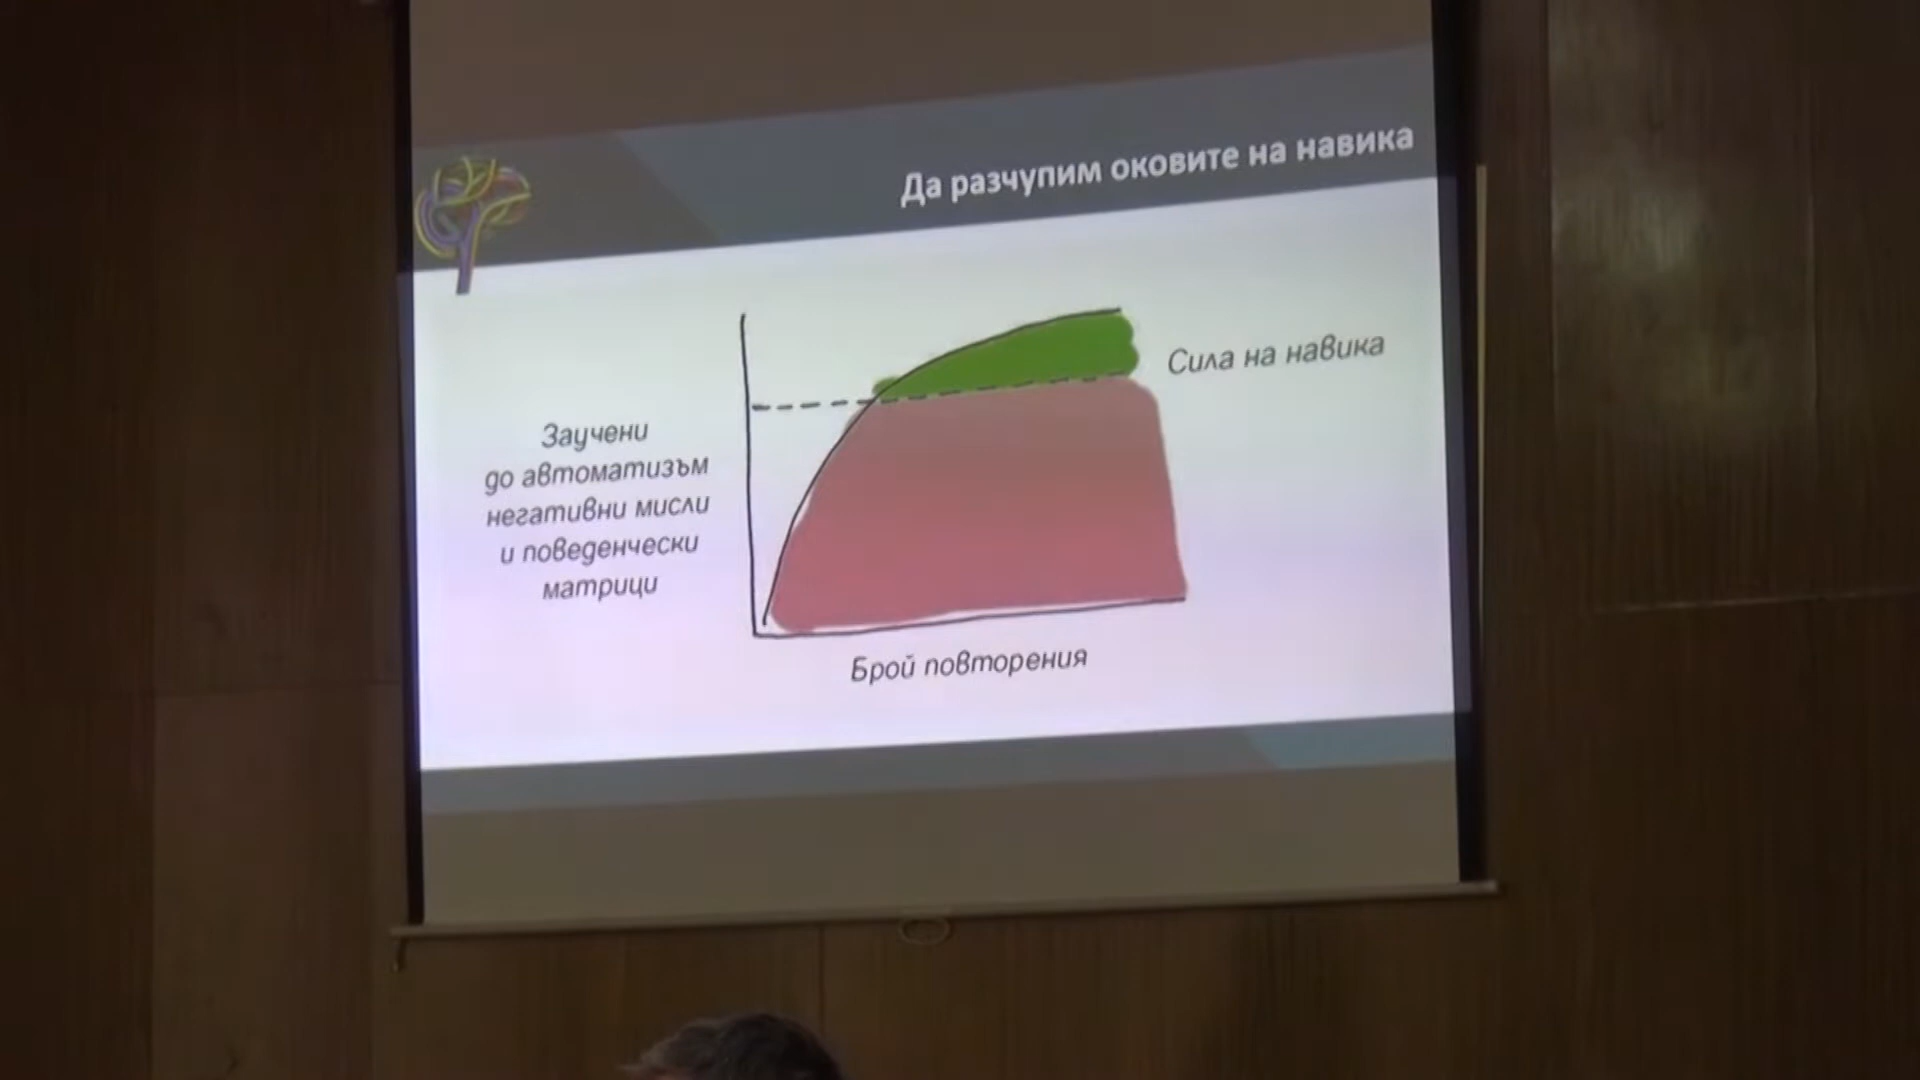 Да разчупим оковите на навика
Сила на навика
Заучени
до автоматизъм
негативни мисли
и поведенчески
матрици
Брой повторения